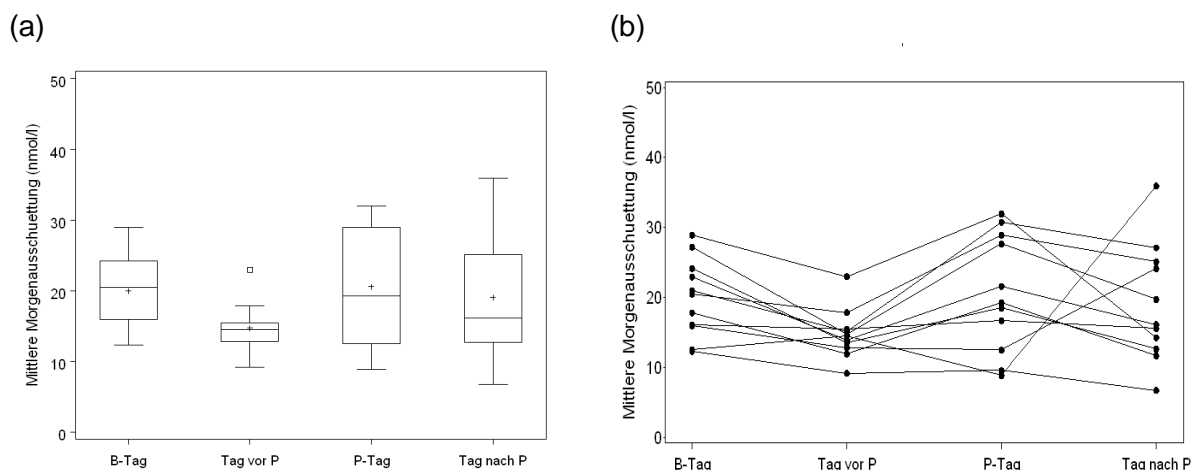 (a)
(b)
Mittlere Morgenausschuettung (nmol/l)
50
40
30
20
10
0
B-Tag Tag vor P P-Tag Tag nach P
Mittlere Morgenausschuettung (nmol/l)
50
40
30
20
10
0
B-Tag Tag vor P P-Tag Tag nach P